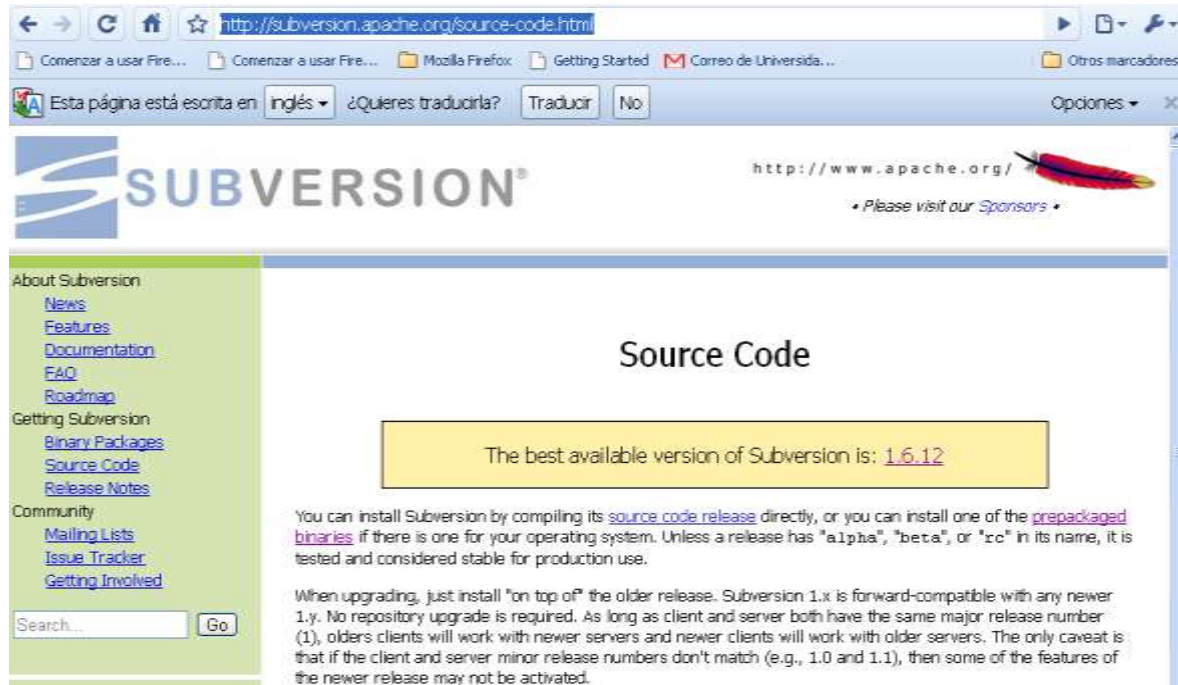 http://subversion.apache.org/source-code.html
Comenzar a usar Fire... Comenzar a usar Fire... Mozilla Firefox Getting Started Correo de Universida... Otros marcadores
Esta página está escrita en inglés ¿Quieres traducirla? Traducir No Opciones
SUBVERSION®
http://www.apache.org/
• Please visit our Sponsors •
About Subversion
News
Features
Documentation
FAQ
Roadmap
Getting Subversion
Binary Packages
Source Code
Release Notes
Community
Mailing Lists
Issue Tracker
Getting Involved
Search... Go
Source Code
The best available version of Subversion is: 1.6.12
You can install Subversion by compiling its source code release directly, or you can install one of the prepackaged
binaries if there is one for your operating system. Unless a release has "alpha", "beta", or "rc" in its name, it is
tested and considered stable for production use.
When upgrading, just install "on top of" the older release. Subversion 1.x is forward-compatible with any newer
1.y. No repository upgrade is required. As long as client and server both have the same major release number
(1), olders clients will work with newer servers and newer clients will work with older servers. The only caveat is
that if the client and server minor release numbers don't match (e.g., 1.0 and 1.1), then some of the features of
the newer release may not be activated.